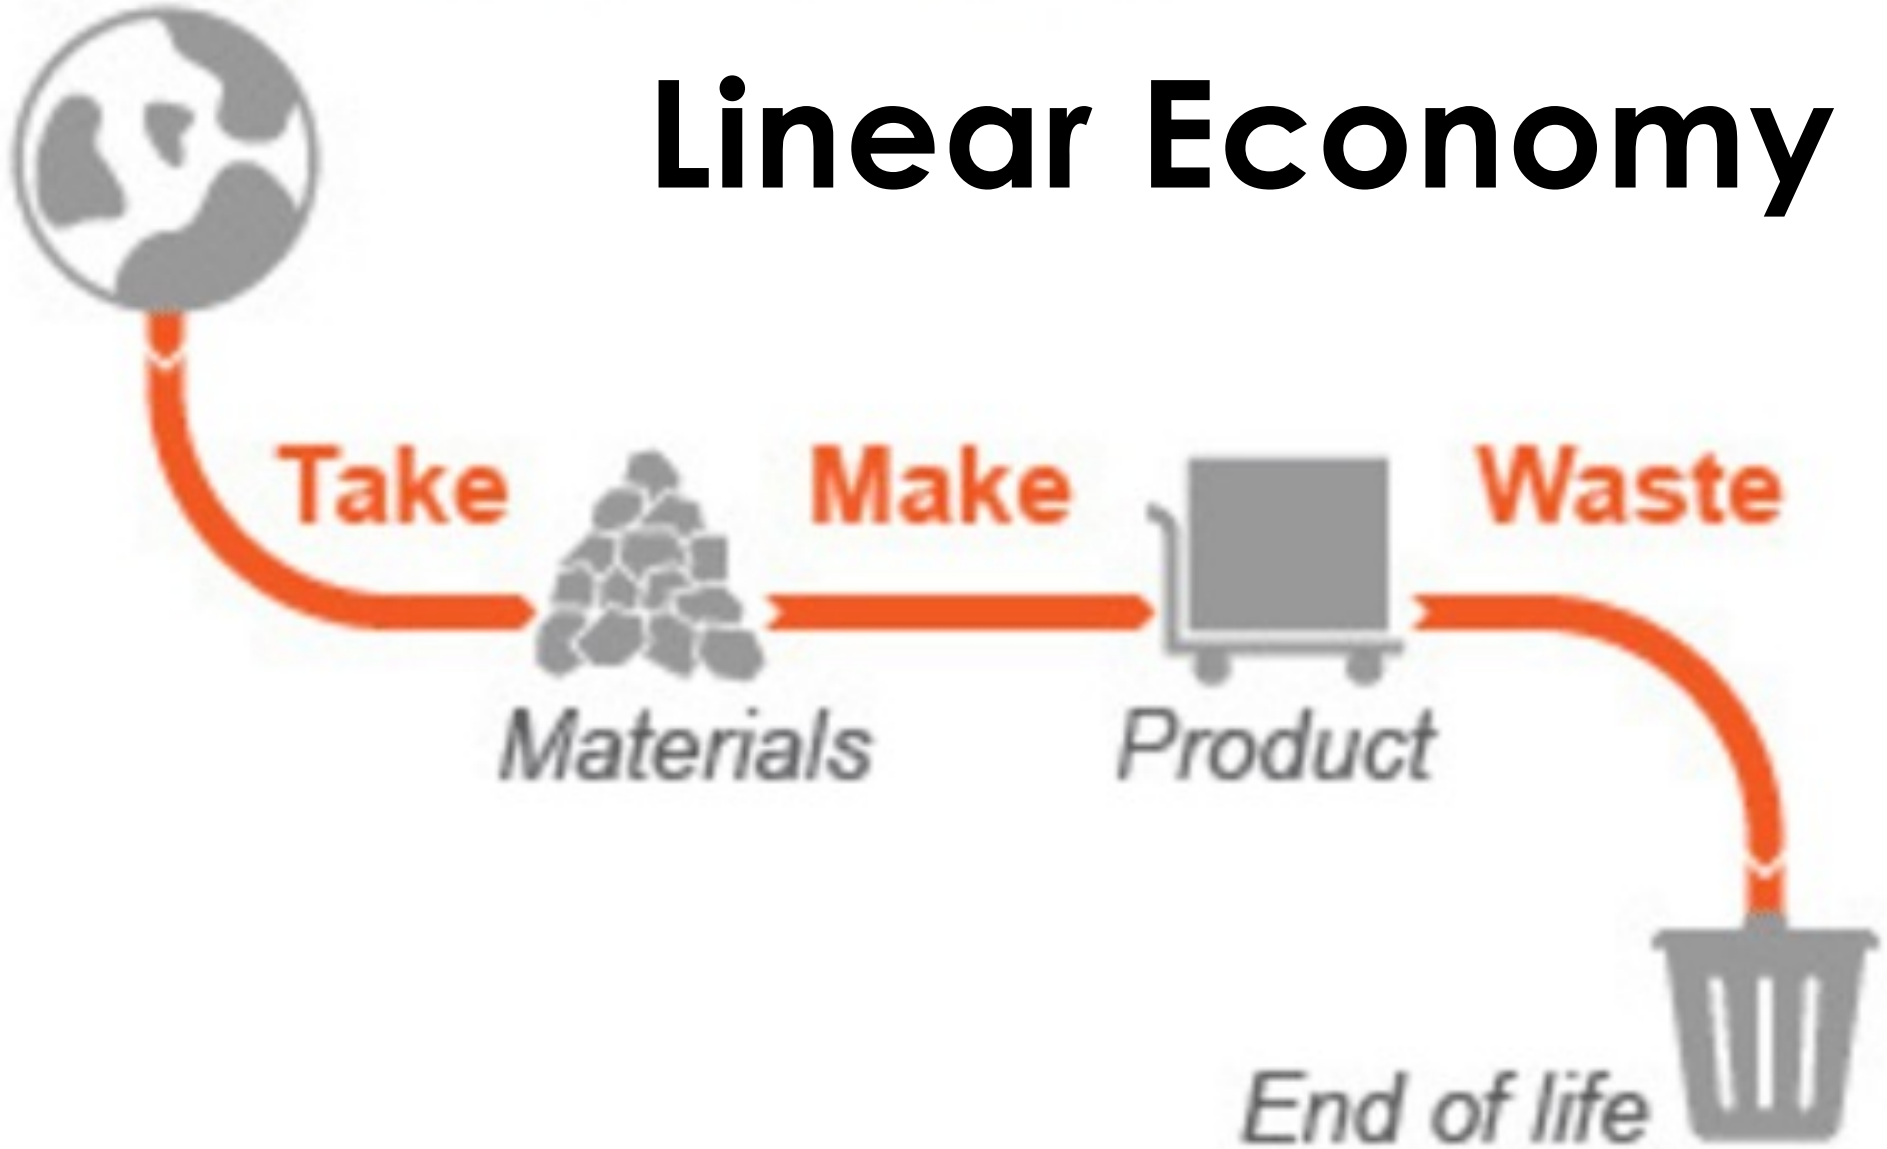 Linear Economy
Take
Make
Waste
Materials
Product
End of life